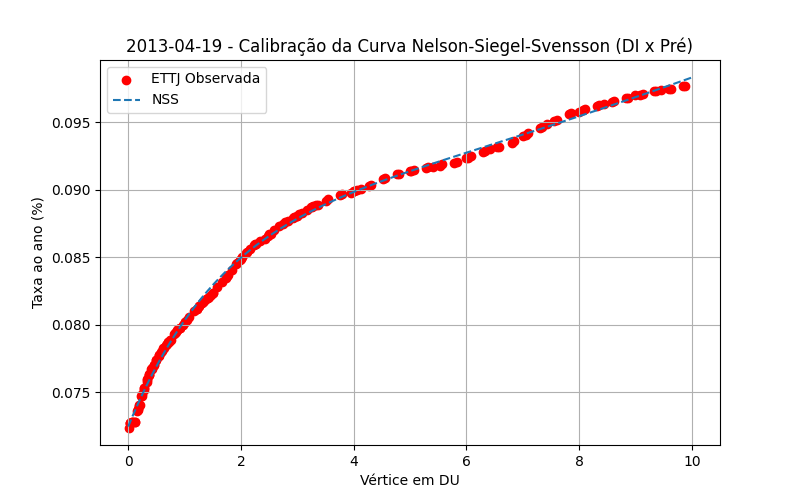 2013-04-19 - Calibração da Curva Nelson-Siegel-Svensson (DI x Pré)
ETTJ Observada
NSS
0.095
0.090
0.085
0.080
0.075
Taxa ao ano (%)
0 2 4 6 8 10
Vértice em DU